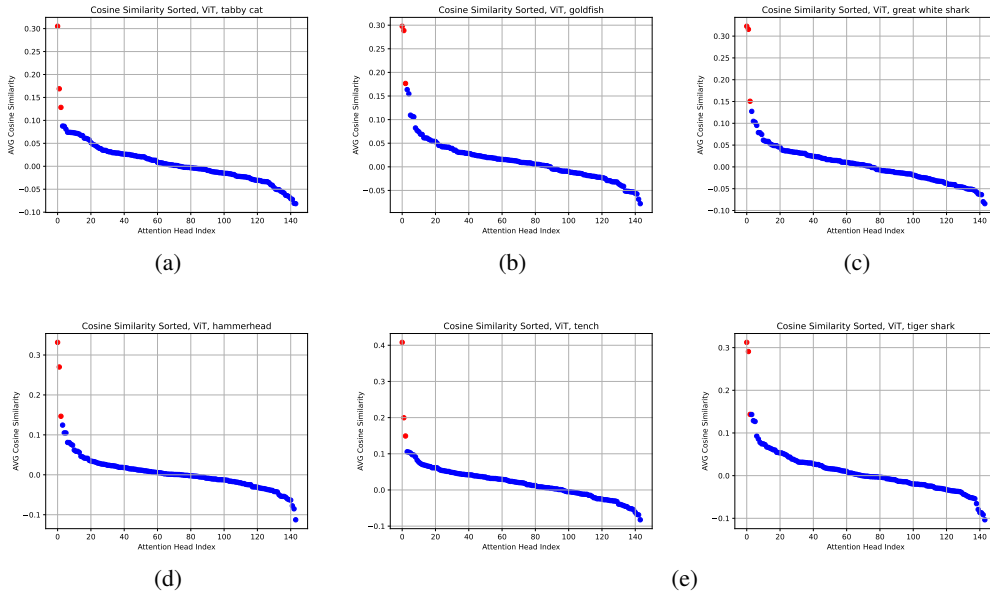 Cosine Similarity Sorted, ViT, tabby cat
AVG Cosine Similarity
0.30
0.25
0.20
0.15
0.10
0.05
0.00
−0.05
−0.10
0 20 40 60 80 100 120 140
Attention Head Index
(a)
Cosine Similarity Sorted, ViT, goldfish
AVG Cosine Similarity
0.30
0.25
0.20
0.15
0.10
0.05
0.00
−0.05
0 20 40 60 80 100 120 140
Attention Head Index
(b)
Cosine Similarity Sorted, ViT, great white shark
AVG Cosine Similarity
0.30
0.25
0.20
0.15
0.10
0.05
0.00
−0.05
−0.10
0 20 40 60 80 100 120 140
Attention Head Index
(c)
Cosine Similarity Sorted, ViT, hammerhead
AVG Cosine Similarity
0.3
0.2
0.1
0.0
−0.1
0 20 40 60 80 100 120 140
Attention Head Index
(d)
Cosine Similarity Sorted, ViT, tench
AVG Cosine Similarity
0.4
0.3
0.2
0.1
0.0
−0.1
0 20 40 60 80 100 120 140
Attention Head Index
Cosine Similarity Sorted, ViT, tiger shark
AVG Cosine Similarity
0.3
0.2
0.1
0.0
−0.1
0 20 40 60 80 100 120 140
Attention Head Index
(e)